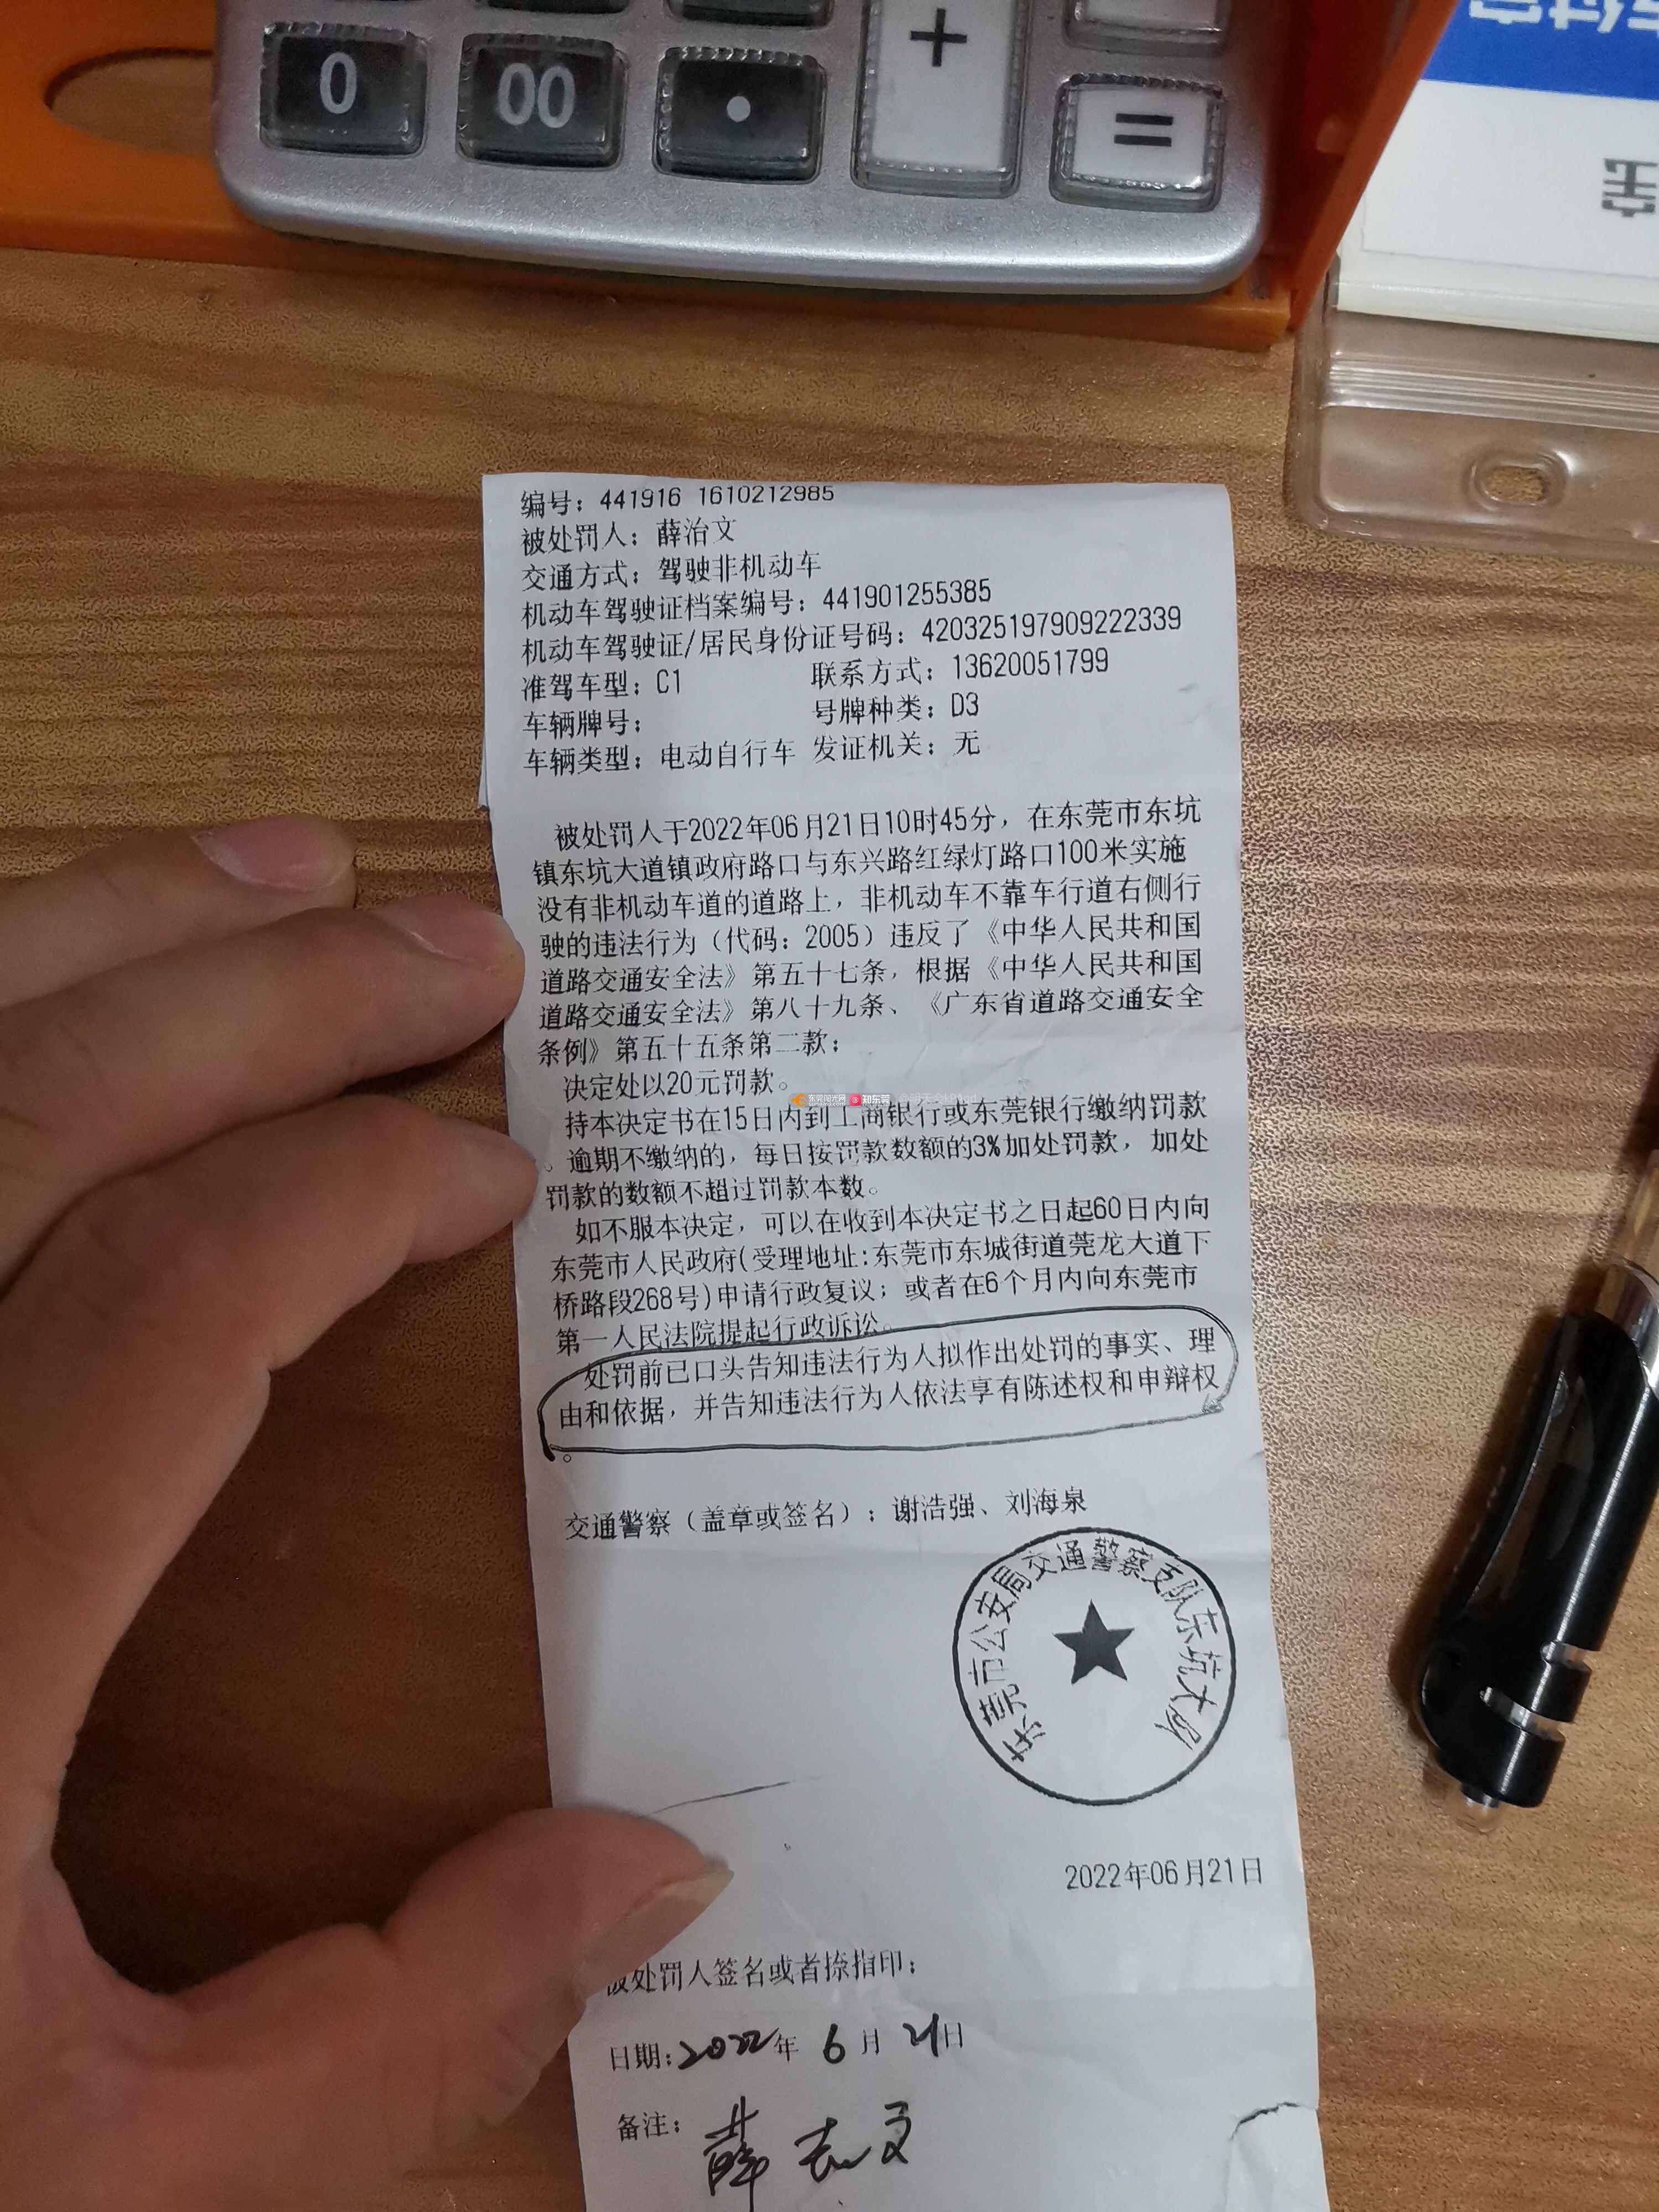 0
00
+
=
宝
编号：441916 1610212985
被处罚人：薛治文
交通方式：驾驶非机动车
机动车驾驶证档案编号：441901255385
机动车驾驶证/居民身份证号码：420325197909222339
准驾车型：C1 联系方式：13620051799
车辆牌号： 号牌种类：D3
车辆类型：电动自行车 发证机关：无
被处罚人于2022年06月21日10时45分，在东莞市东坑
镇东坑大道镇政府路口与东兴路红绿灯路口100米实施
没有非机动车道的道路上，非机动车不靠车行道右侧行
驶的违法行为（代码：2005）违反了《中华人民共和国
道路交通安全法》第五十七条，根据《中华人民共和国
道路交通安全法》第八十九条、《广东省道路交通安全
条例》第五十五条第二款；
决定处以20元罚款。
东莞阳光网 知东莞
持本决定书在15日内到工商银行或东莞银行缴纳罚款
。逾期不缴纳的，每日按罚款数额的3%加处罚款，加处
罚款的数额不超过罚款本数。
如不服本决定，可以在收到本决定书之日起60日内向
东莞市人民政府(受理地址:东莞市东城街道莞龙大道下
桥路段268号)申请行政复议；或者在6个月内向东莞市
第一人民法院提起行政诉讼。
处罚前已口头告知违法行为人拟作出处罚的事实、理
由和依据，并告知违法行为人依法享有陈述权和申辩权
。
交通警察（盖章或签名）：谢浩强、刘海泉
东莞市公安局交通警察支队东坑大队
2022年06月21日
被处罚人签名或者捺指印：
日期:2022年 6 月 21日
备注：